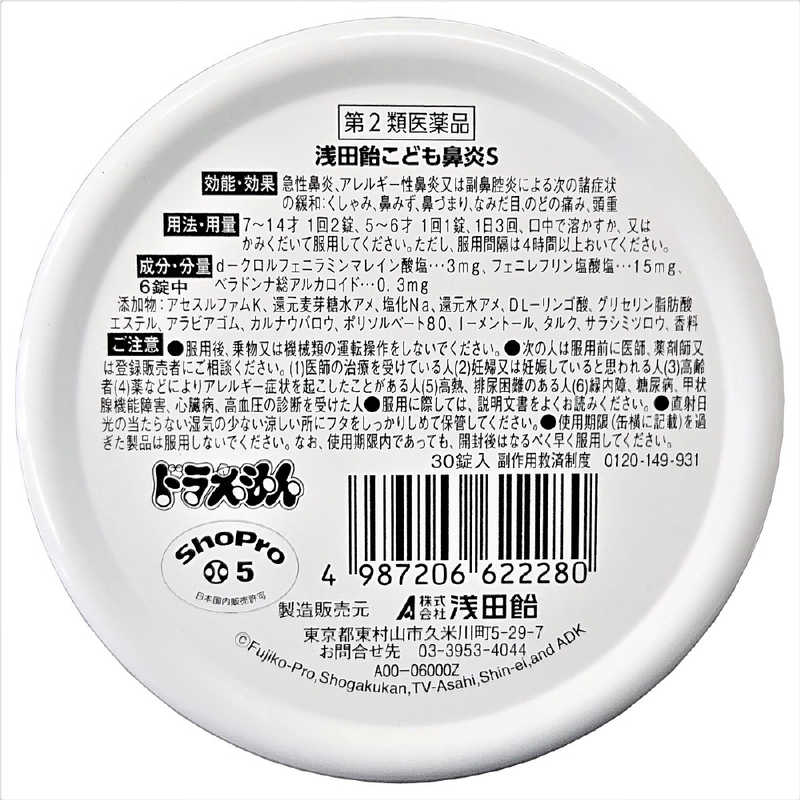 第2類医薬品
浅田飴こども鼻炎S
効能・効果 急性鼻炎、アレルギー性鼻炎又は副鼻腔炎による次の諸症状
の緩和:くしゃみ、鼻みず、鼻づまり、なみだ目、のどの痛み、頭重
用法・用量 7〜14才 1回2錠、5〜6才 1回1錠、1日3回、口中で溶かすか、又は
かみくだいて服用してください。ただし、服用間隔は4時間以上おいてください。
成分・分量 d−クロルフェニラミンマレイン酸塩…3mg、フェニレフリン塩酸塩…15mg、
6錠中 ベラドンナ総アルカロイド…0.3mg
添加物:アセスルファムK、還元麦芽糖水アメ、塩化Na、還元水アメ、DL−リンゴ酸、グリセリン脂肪酸
エステル、アラビアゴム、カルナウバロウ、ポリソルベート80、l−メントール、タルク、サラシミツロウ、香料
ご注意 ●服用後、乗物又は機械類の運転操作をしないでください。●次の人は服用前に医師、薬剤師又
は登録販売者にご相談ください。(1)医師の治療を受けている人(2)妊婦又は妊娠していると思われる人(3)高齢
者(4)薬などによりアレルギー症状を起こしたことがある人(5)高熱、排尿困難のある人(6)緑内障、糖尿病、甲状
腺機能障害、心臓病、高血圧の診断を受けた人●服用に際しては、説明文書をよくお読みください。●直射日
光の当たらない湿気の少ない涼しい所にフタをしっかりしめて保管してください。●使用期限(缶横に記載)を過
ぎた製品は服用しないでください。なお、使用期限内であっても、開封後はなるべく早く服用してください。
30錠入 副作用救済制度 0120-149-931
ドラえもん
ShoPro
5
日本国内販売許可
4 987206 622280
製造販売元 株式会社 浅田飴
東京都東村山市久米川町5-29-7
お問合せ先 03-3953-4044
A00-06000Z
©Fujiko-Pro, Shogakukan, TV-Asahi, Shin-ei, and ADK